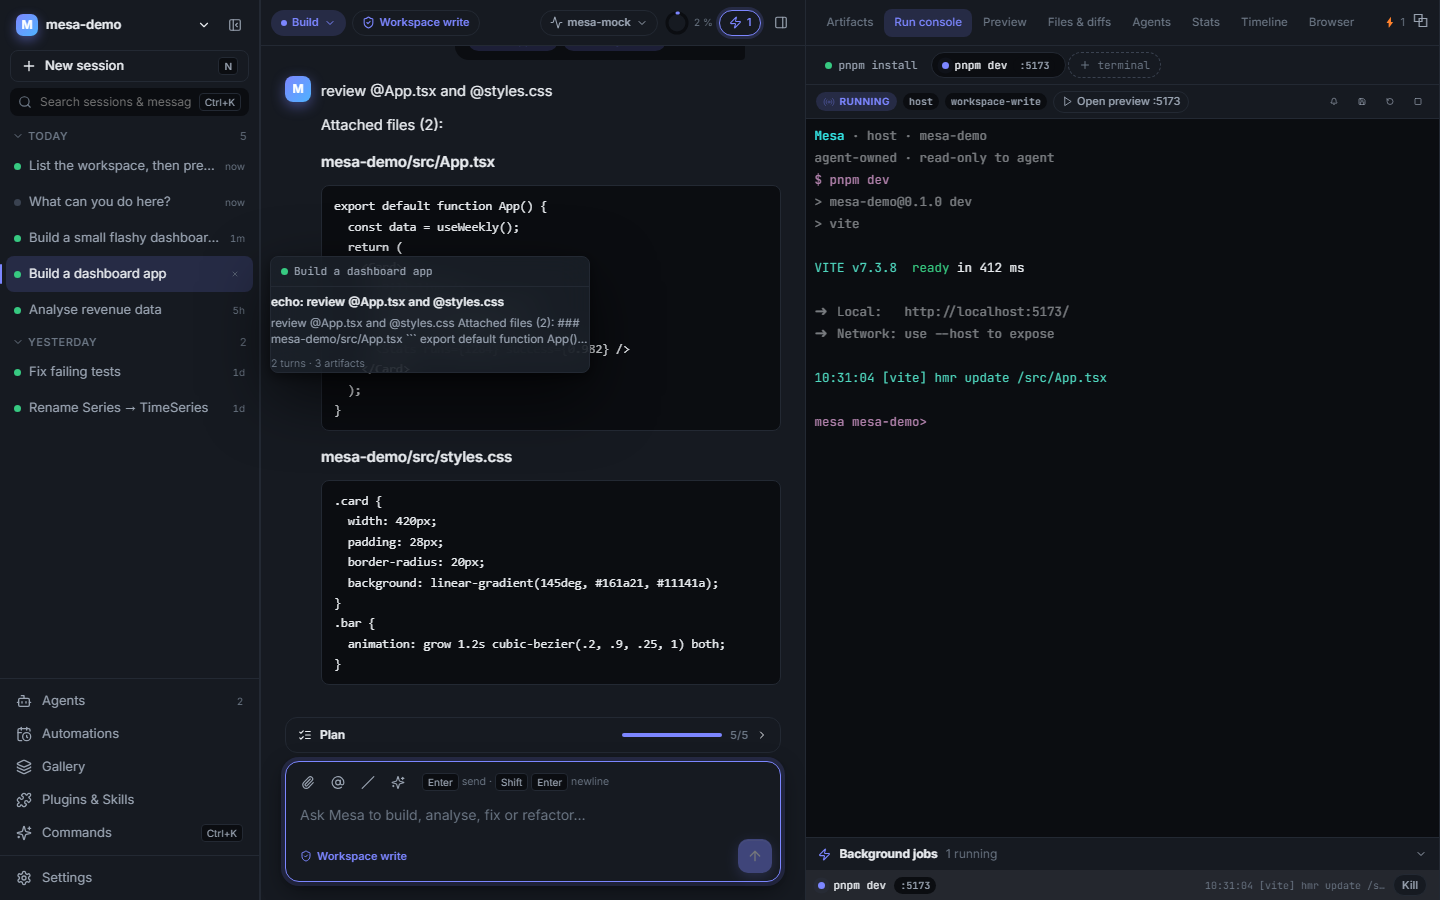 M mesa-demo
New session N
Search sessions & messag Ctrl+K
TODAY 5
List the workspace, then pre... now
What can you do here? now
Build a small flashy dashboar... 1m
Build a dashboard app ×
Analyse revenue data 5h
YESTERDAY 2
Fix failing tests 1d
Rename Series → TimeSeries 1d
Agents 2
Automations
Gallery
Plugins & Skills
Commands Ctrl+K
Settings
Build Workspace write mesa-mock 2 % 1
M review @App.tsx and @styles.css
Attached files (2):
mesa-demo/src/App.tsx
export default function App() {
const data = useWeekly();
return (
Build a dashboard app
echo: review @App.tsx and @styles.css
review @App.tsx and @styles.css Attached files (2): ###
mesa-demo/src/App.tsx ``` export default function App()...
982} />
2 turns · 3 artifacts
);
}
mesa-demo/src/styles.css
.card {
width: 420px;
padding: 28px;
border-radius: 20px;
background: linear-gradient(145deg, #161a21, #11141a);
}
.bar {
animation: grow 1.2s cubic-bezier(.2, .9, .25, 1) both;
}
Plan 5/5
Enter send · Shift Enter newline
Ask Mesa to build, analyse, fix or refactor...
Workspace write
Artifacts Run console Preview Files & diffs Agents Stats Timeline Browser 1
pnpm install pnpm dev :5173 + terminal
RUNNING host workspace-write Open preview :5173
Mesa · host · mesa-demo
agent-owned · read-only to agent
$ pnpm dev
> mesa-demo@0.1.0 dev
> vite
VITE v7.3.8 ready in 412 ms
➜ Local: http://localhost:5173/
➜ Network: use --host to expose
10:31:04 [vite] hmr update /src/App.tsx
mesa mesa-demo>
Background jobs 1 running
pnpm dev :5173 10:31:04 [vite] hmr update /s... Kill